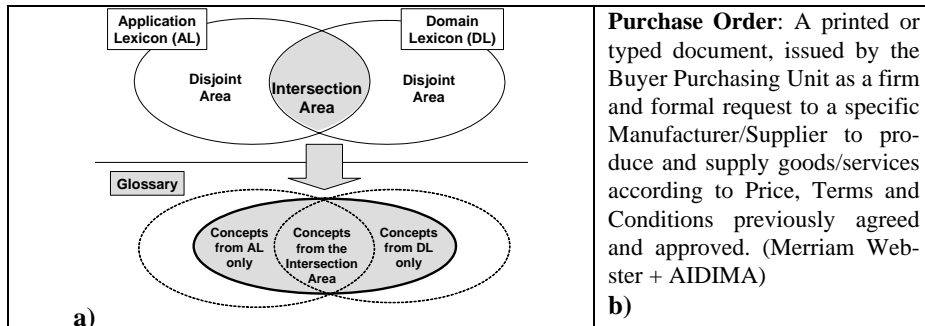 Application
Lexicon (AL)
Domain
Lexicon (DL)
Disjoint
Area
Intersection
Area
Disjoint
Area
Glossary
Concepts
from AL
only
Concepts
from the
Intersection
Area
Concepts
from DL
only
a)
Purchase Order: A printed or
typed document, issued by the
Buyer Purchasing Unit as a firm
and formal request to a specific
Manufacturer/Supplier to pro-
duce and supply goods/services
according to Price, Terms and
Conditions previously agreed
and approved. (Merriam Web-
ster + AIDIMA)
b)